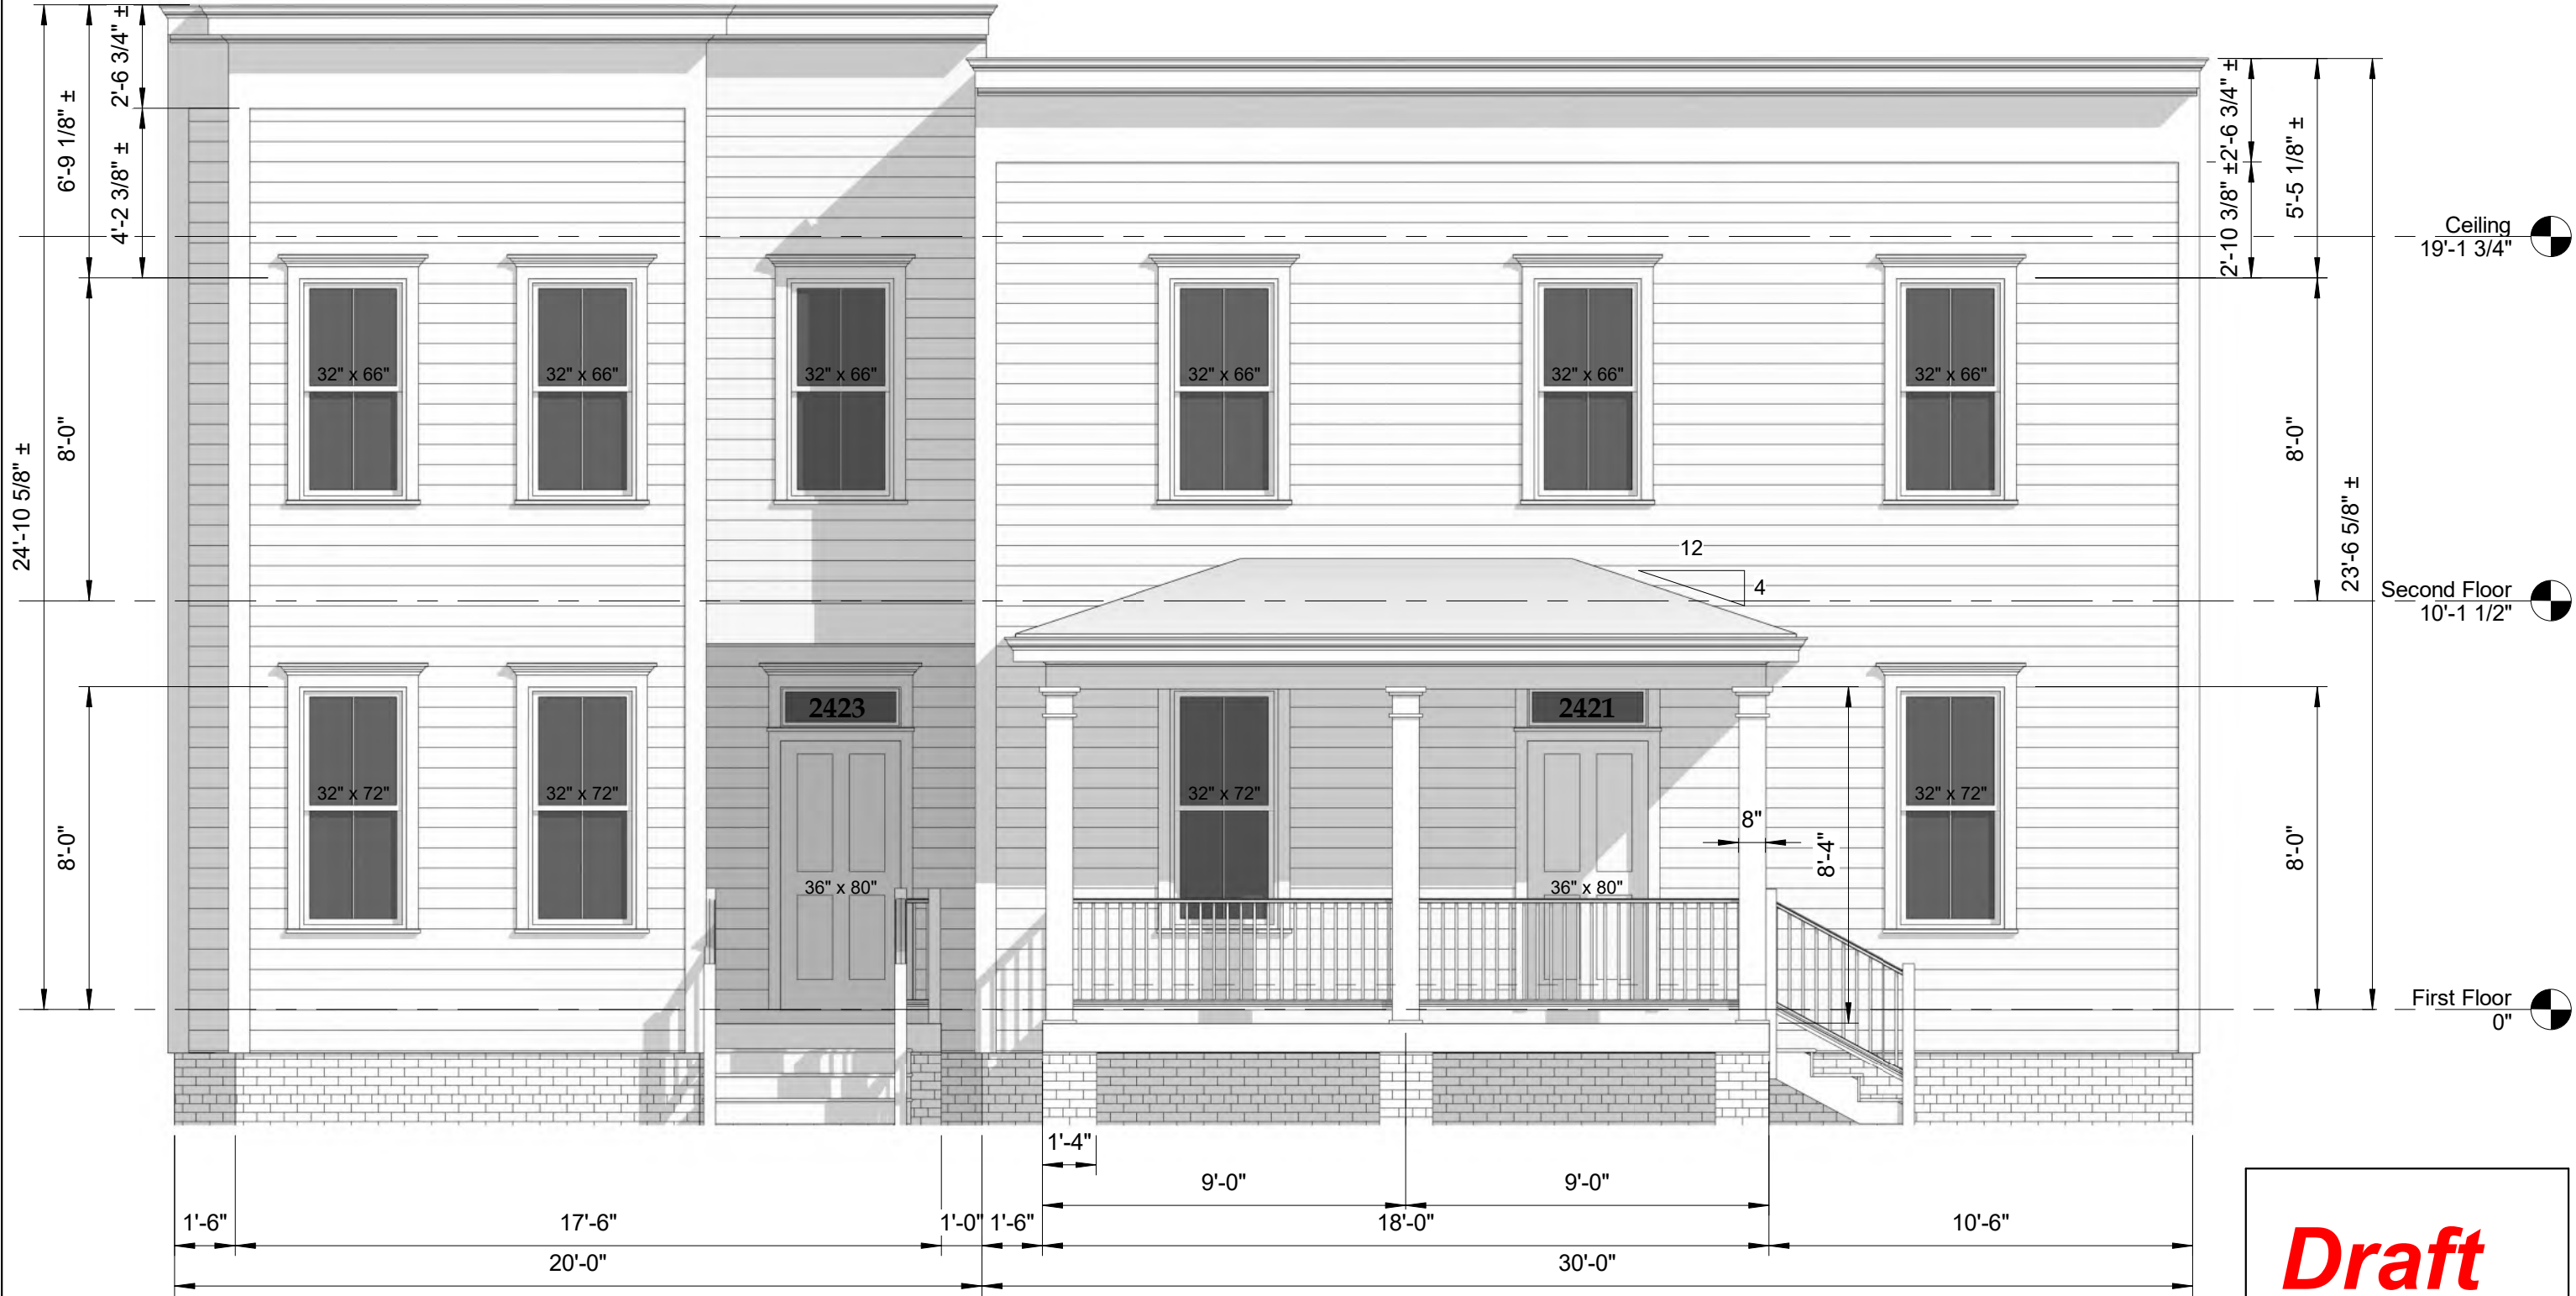 2'-6 3/4" ±
6'-9 1/8" ±
4'-2 3/8" ±
24'-10 5/8" ±
8'-0"
8'-0"
2'-6 3/4" ±
2'-10 3/8" ±
5'-5 1/8" ±
8'-0"
23'-6 5/8" ±
8'-0"
Ceiling
19'-1 3/4"
Second Floor
10'-1 1/2"
First Floor
0"
32" x 66"
32" x 66"
32" x 66"
32" x 66"
32" x 66"
32" x 66"
12
4
2423
2421
32" x 72"
32" x 72"
32" x 72"
32" x 72"
8"
8'-4"
36" x 80"
36" x 80"
1'-4"
9'-0"
9'-0"
1'-6"
17'-6"
1'-0"
1'-6"
18'-0"
10'-6"
20'-0"
30'-0"
Draft